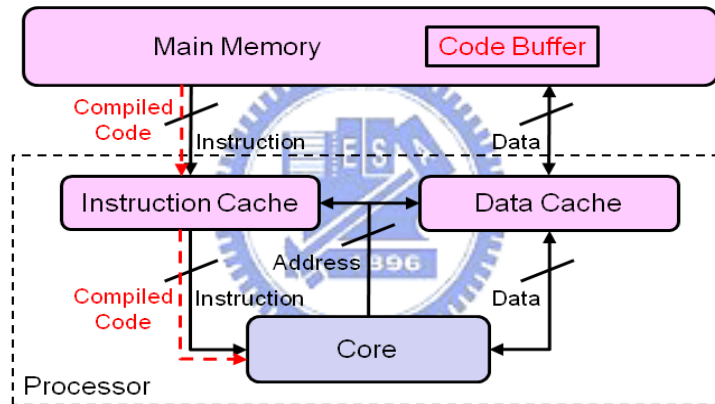 Main Memory
Code Buffer
Compiled
Code
Instruction
Data
Instruction Cache
Data Cache
Address
1896
Compiled
Code
Instruction
Data
Core
Processor